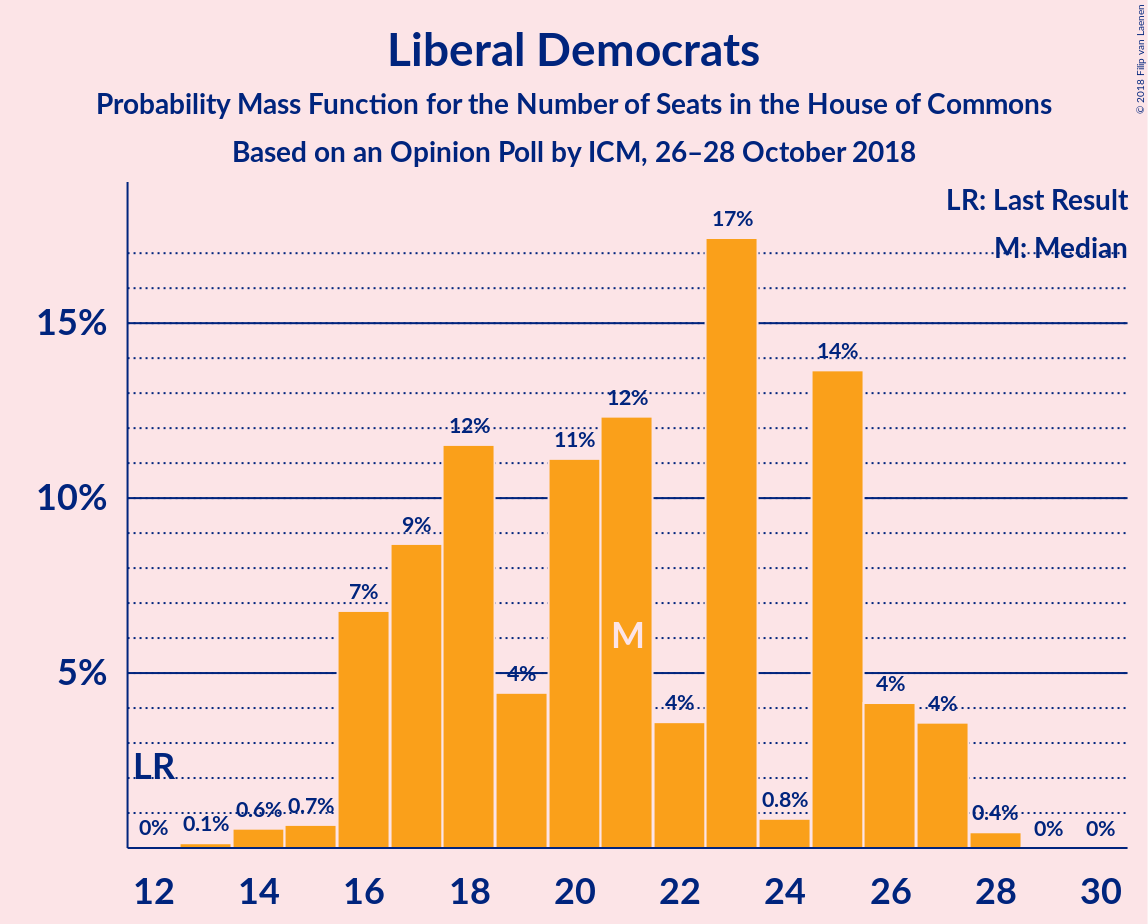 © 2018 Filip van Laenen
Liberal Democrats
Probability Mass Function for the Number of Seats in the House of Commons
Based on an Opinion Poll by ICM, 26–28 October 2018
LR: Last Result
M: Median
17%
15%
14%
12%
12%
11%
10%
9%
7%
M
5%
4%
4%
4%
4%
LR
0.8%
0.7%
0.6%
0.4%
0.1%
0%
0%
0%
12 14 16 18 20 22 24 26 28 30